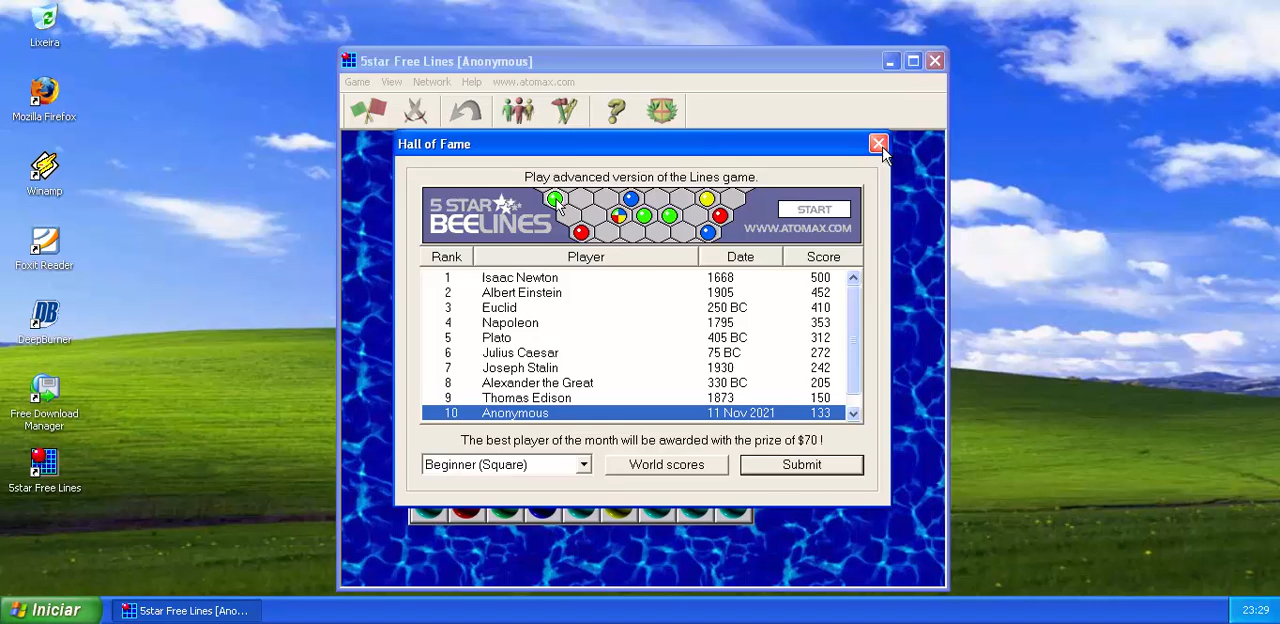 Lixeira
Mozilla Firefox
Winamp
Foxit Reader
DeepBurner
Free Download
Manager
5star Free Lines
5star Free Lines [Anonymous]
Game View Network Help www.atomax.com
Hall of Fame
Play advanced version of the Lines game.
5 STAR
BEELINES
START
WWW.ATOMAX.COM
Rank Player Date Score
1 Isaac Newton 1668 500
2 Albert Einstein 1905 452
3 Euclid 250 BC 410
4 Napoleon 1795 353
5 Plato 405 BC 312
6 Julius Caesar 75 BC 272
7 Joseph Stalin 1930 242
8 Alexander the Great 330 BC 205
9 Thomas Edison 1873 150
10 Anonymous 11 Nov 2021 133
The best player of the month will be awarded with the prize of $70 !
Beginner (Square) World scores Submit
Iniciar 5star Free Lines [Ano... 23:29